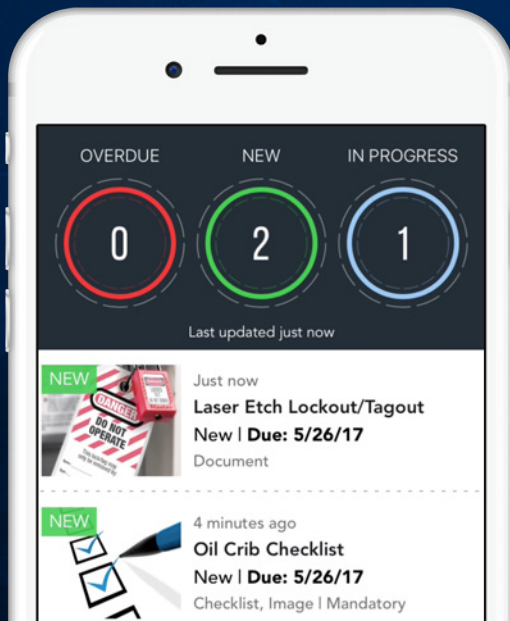 OVERDUE NEW IN PROGRESS
0 2 1
Last updated just now
NEW
DANGER
DO NOT
OPERATE
Just now
Laser Etch Lockout/Tagout
New | Due: 5/26/17
Document
NEW
4 minutes ago
Oil Crib Checklist
New | Due: 5/26/17
Checklist, Image | Mandatory